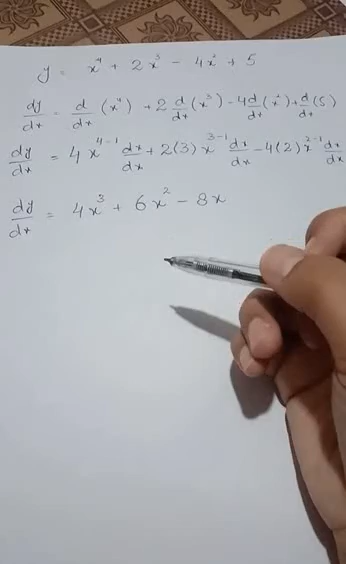 y = x⁴ + 2x³ - 4x² + 5
dy/dx = d/dx (x⁴) + 2 d/dx (x³) - 4 d/dx (x²) + d/dx (5)
dy/dx = 4x⁴⁻¹ dx/dx + 2(3)x³⁻¹ dx/dx - 4(2)x²⁻¹ dx/dx
dy/dx = 4x³ + 6x² - 8x